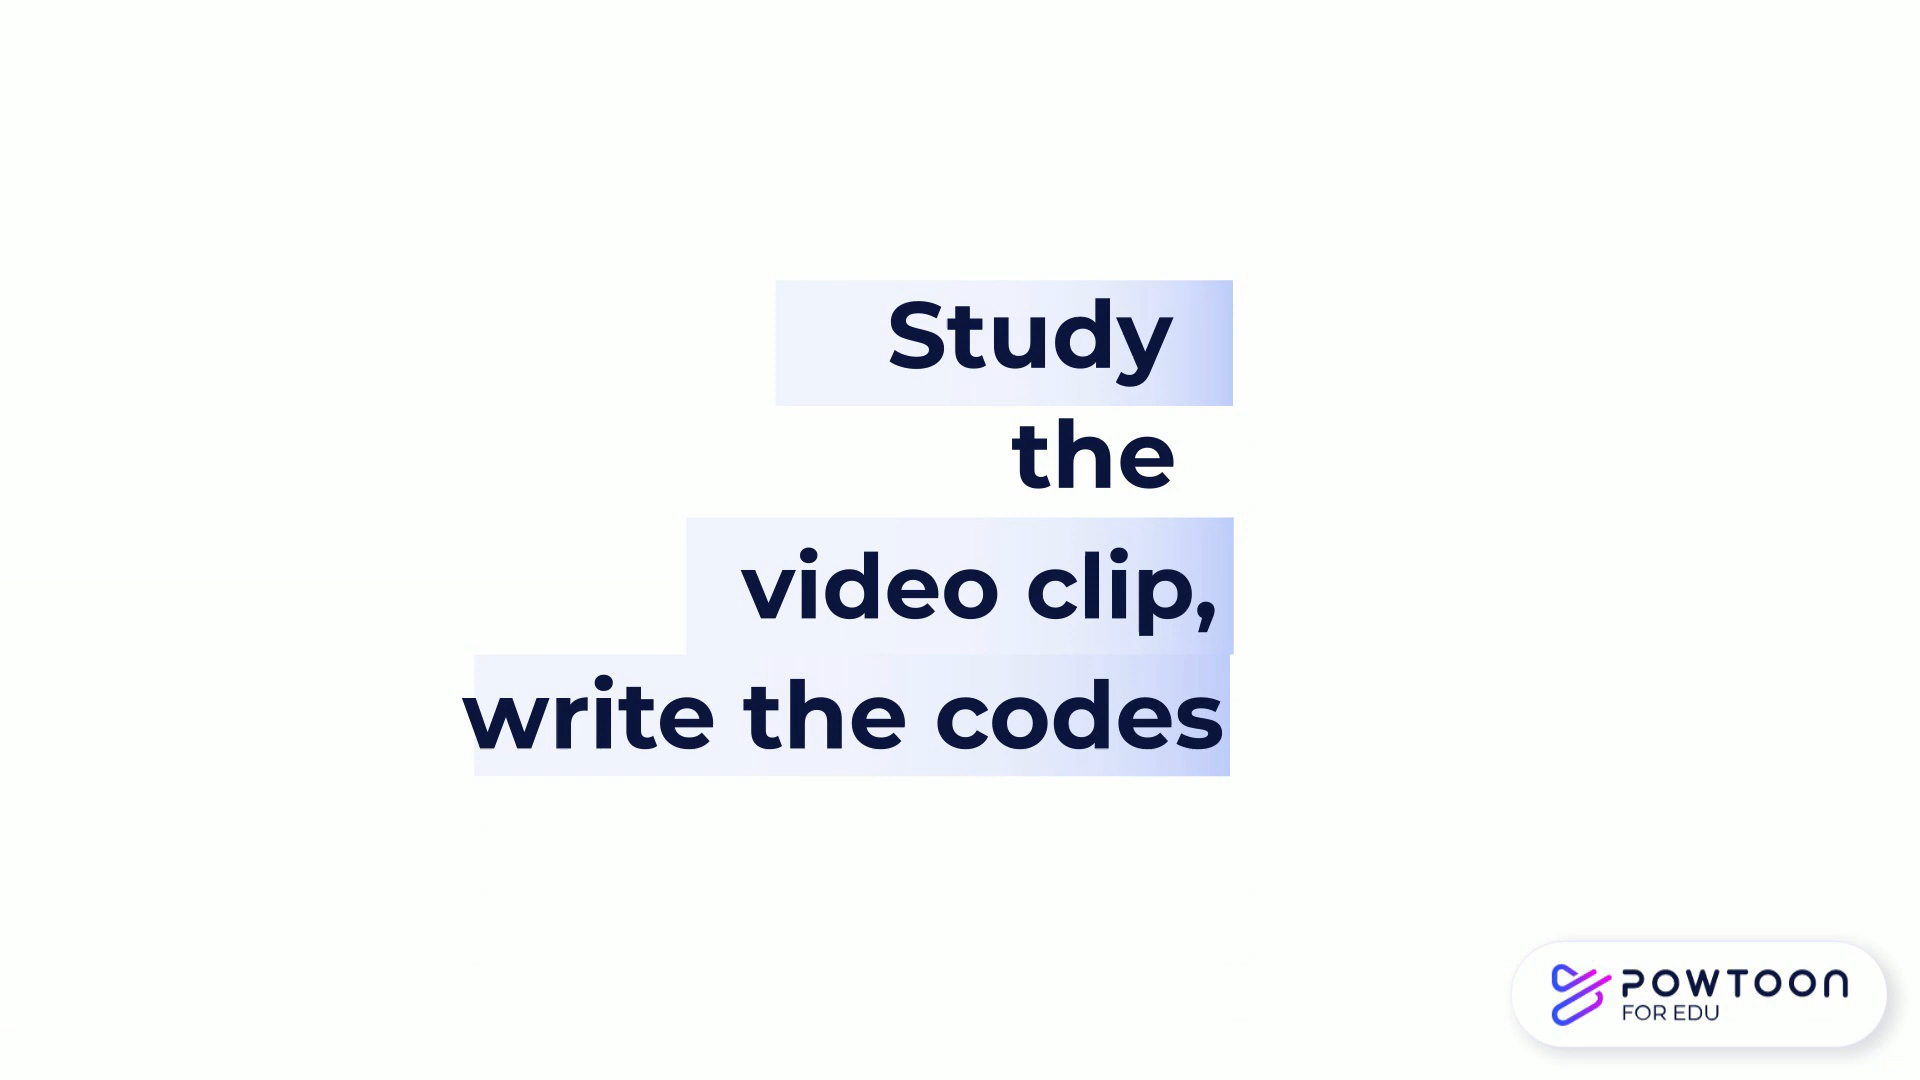 Study
the
video clip,
write the codes
POWTOON
FOR EDU